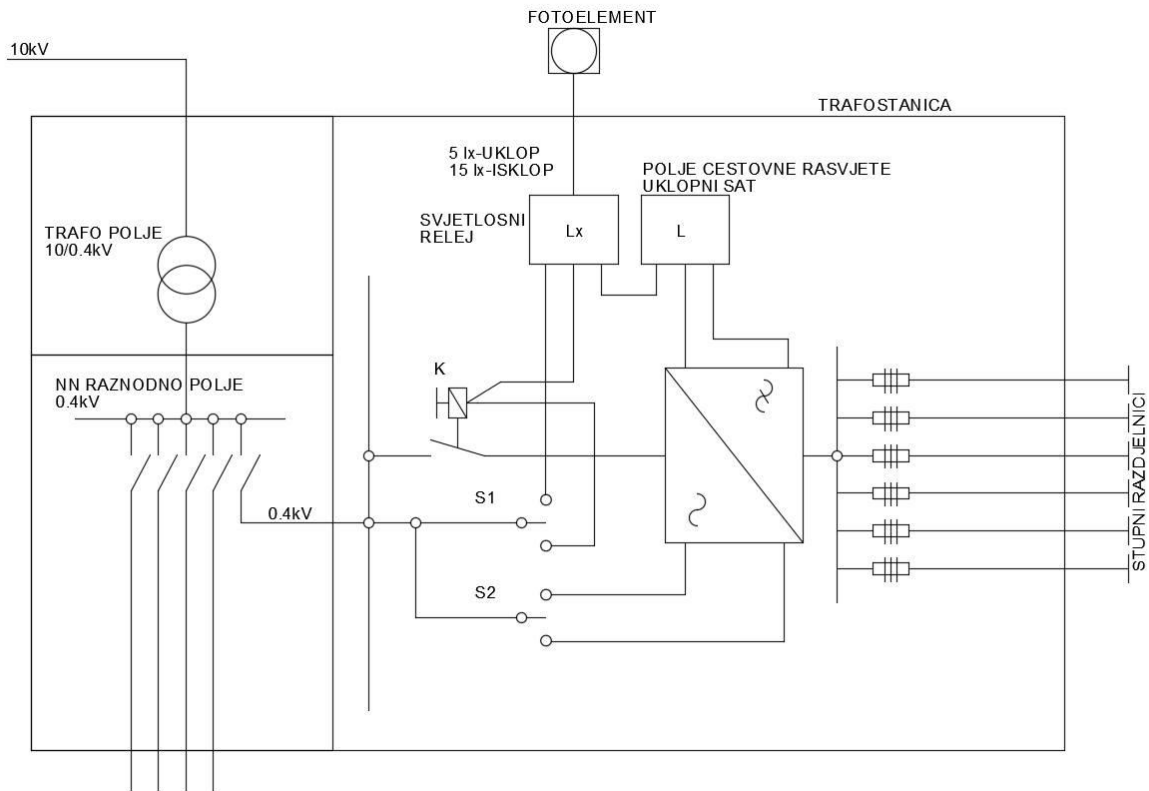 FOTOELEMENT
10kV
TRAFOSTANICA
5 lx-UKLOP
15 lx-ISKLOP
POLJE CESTOVNE RASVJETE
UKLOPNI SAT
SVJETLOSNI
RELEJ
Lx
L
TRAFO POLJE
10/0.4kV
K
NN RAZNODNO POLJE
0.4kV
S1
0.4kV
S2
STUPNI RAZDJELNICI